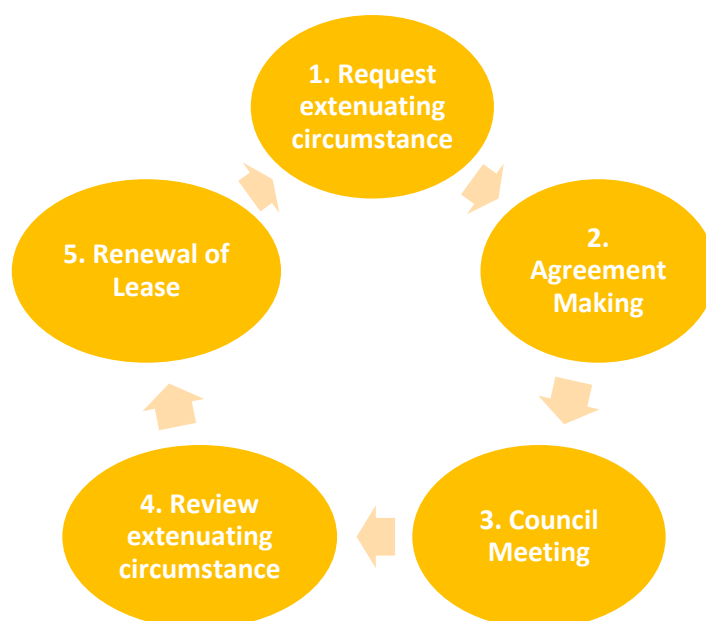 1. Request
extenuating
circumstance
2.
Agreement
Making
3. Council
Meeting
4. Review
extenuating
circumstance
5. Renewal of
Lease